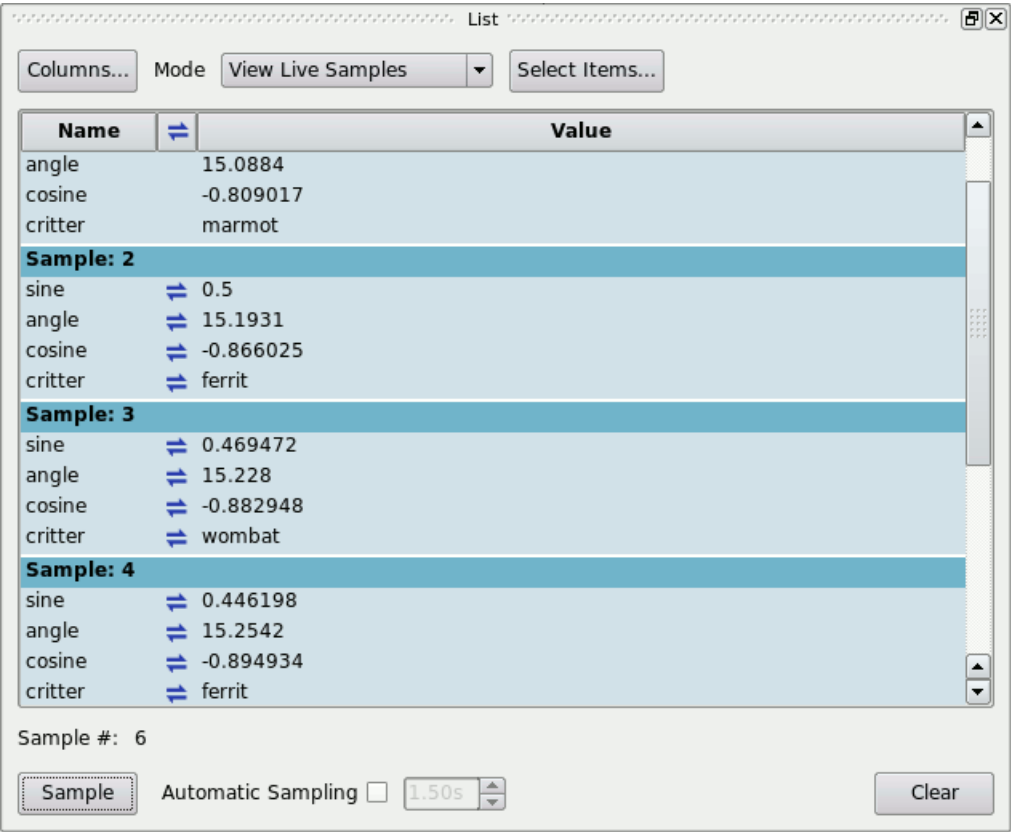 List
Columns... Mode View Live Samples Select Items...
Name Value
angle 15.0884
cosine -0.809017
critter marmot
Sample: 2
sine 0.5
angle 15.1931
cosine -0.866025
critter ferrit
Sample: 3
sine 0.469472
angle 15.228
cosine -0.882948
critter wombat
Sample: 4
sine 0.446198
angle 15.2542
cosine -0.894934
critter ferrit
Sample #: 6
Sample Automatic Sampling 1.50s Clear